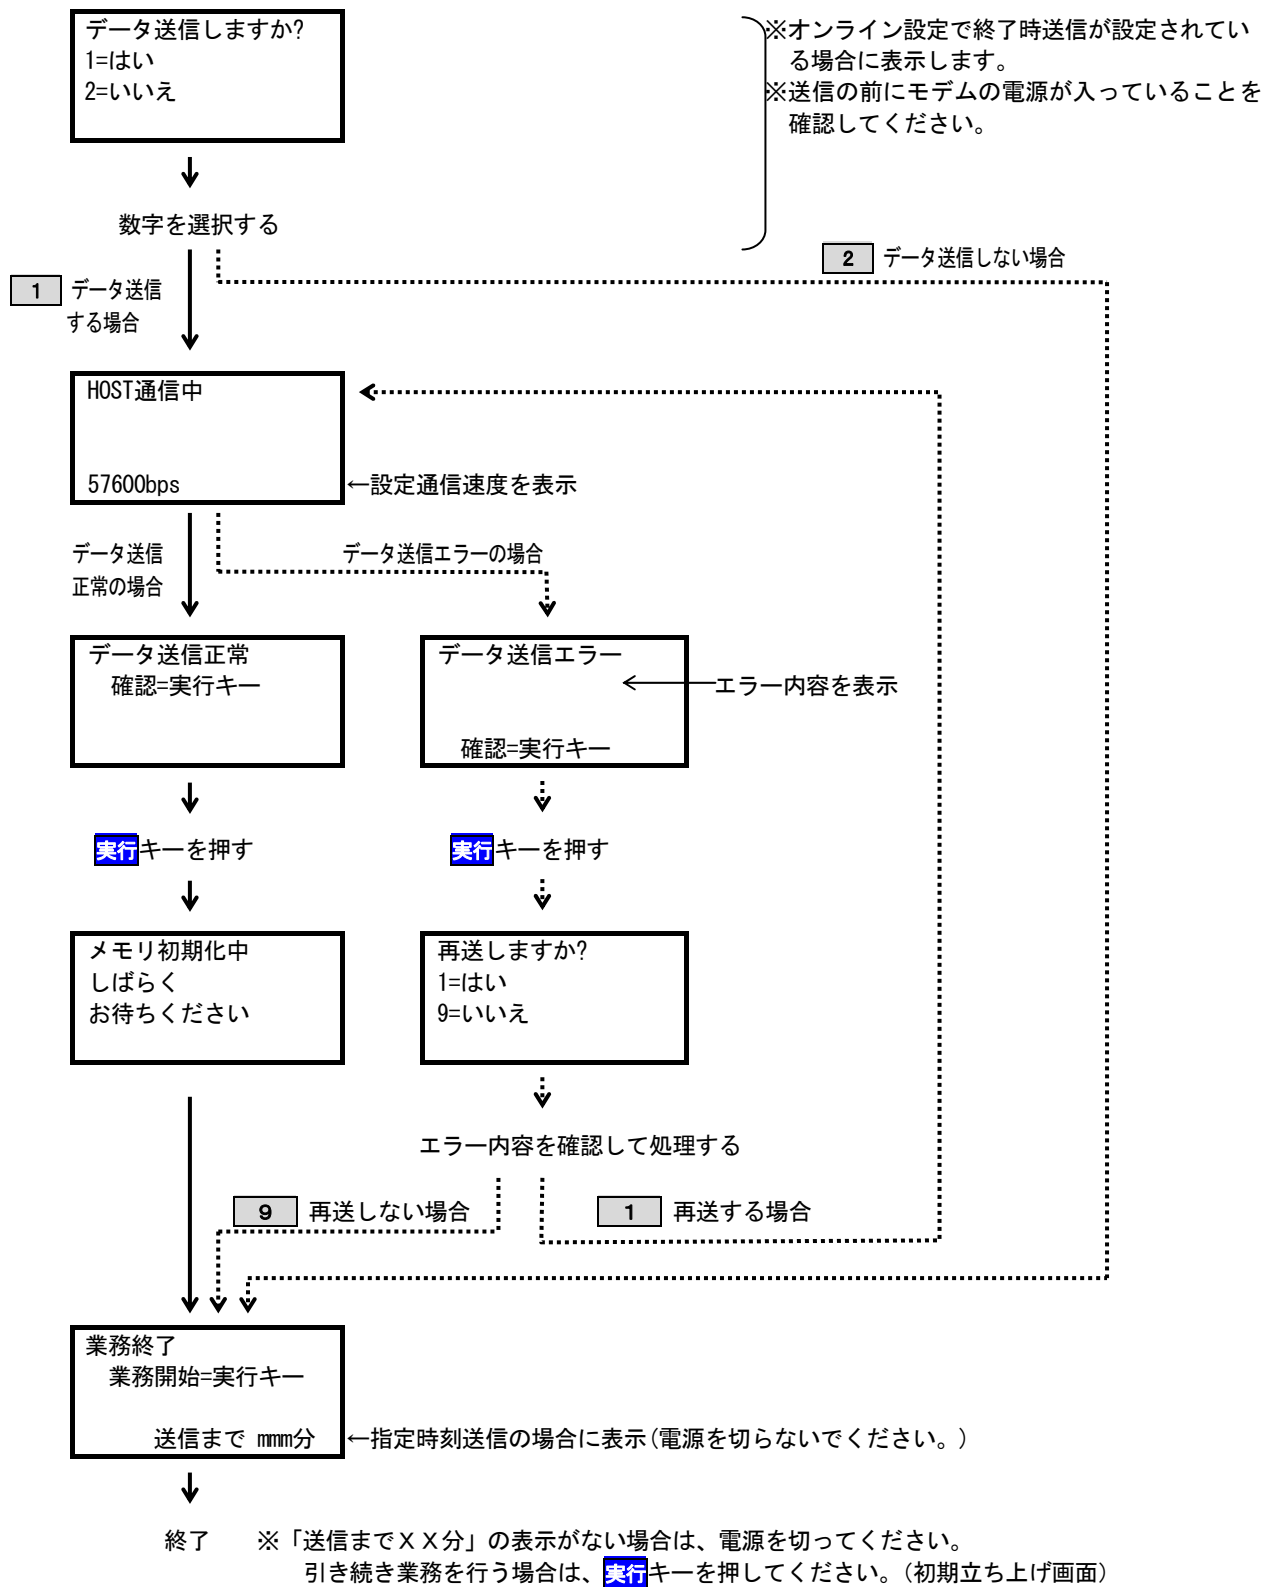 データ送信しますか?
1=はい
2=いいえ
※オンライン設定で終了時送信が設定されてい
る場合に表示します。
※送信の前にモデムの電源が入っていることを
確認してください。
数字を選択する
2 データ送信しない場合
1 データ送信
する場合
HOST通信中
57600bps
←設定通信速度を表示
データ送信
正常の場合
データ送信エラーの場合
データ送信正常
確認=実行キー
データ送信エラー
エラー内容を表示
確認=実行キー
実行キーを押す
実行キーを押す
メモリ初期化中
しばらく
お待ちください
再送しますか?
1=はい
9=いいえ
エラー内容を確認して処理する
9 再送しない場合
1 再送する場合
業務終了
業務開始=実行キー
送信まで mmm分
←指定時刻送信の場合に表示(電源を切らないでください。)
終了 ※「送信までＸＸ分」の表示がない場合は、電源を切ってください。
引き続き業務を行う場合は、実行キーを押してください。(初期立ち上げ画面)